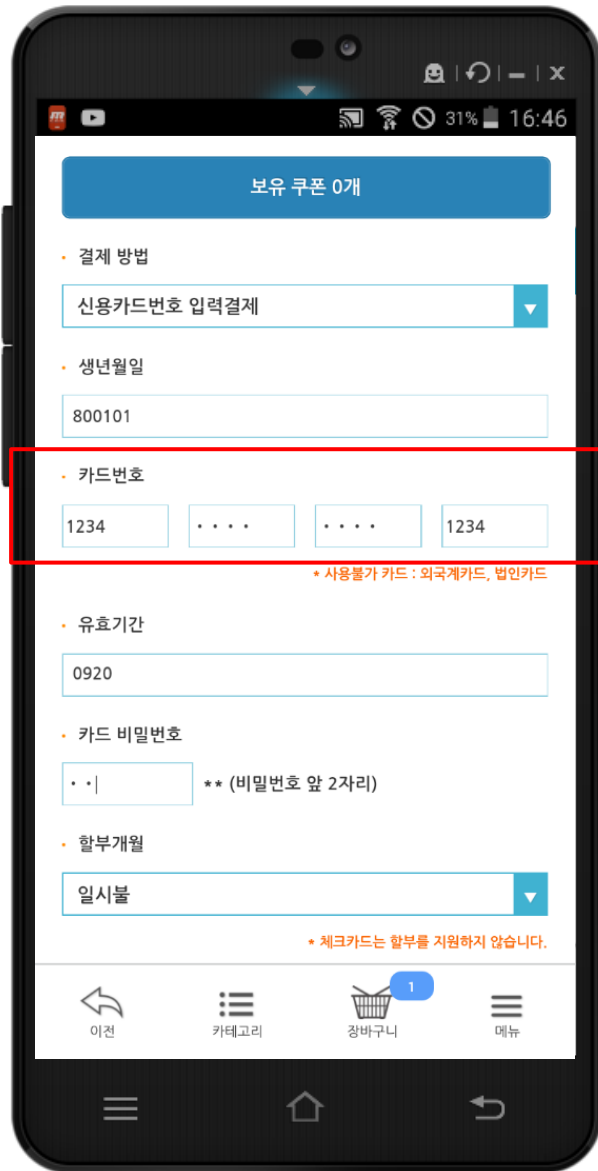 31% 16:46
보유 쿠폰 0개
· 결제 방법
신용카드번호 입력결제
· 생년월일
800101
· 카드번호
1234 · · · · · · · · 1234
* 사용불가 카드 : 외국계카드, 법인카드
· 유효기간
0920
· 카드 비밀번호
· · ** (비밀번호 앞 2자리)
· 할부개월
일시불
* 체크카드는 할부를 지원하지 않습니다.
1
이전 카테고리 장바구니 메뉴